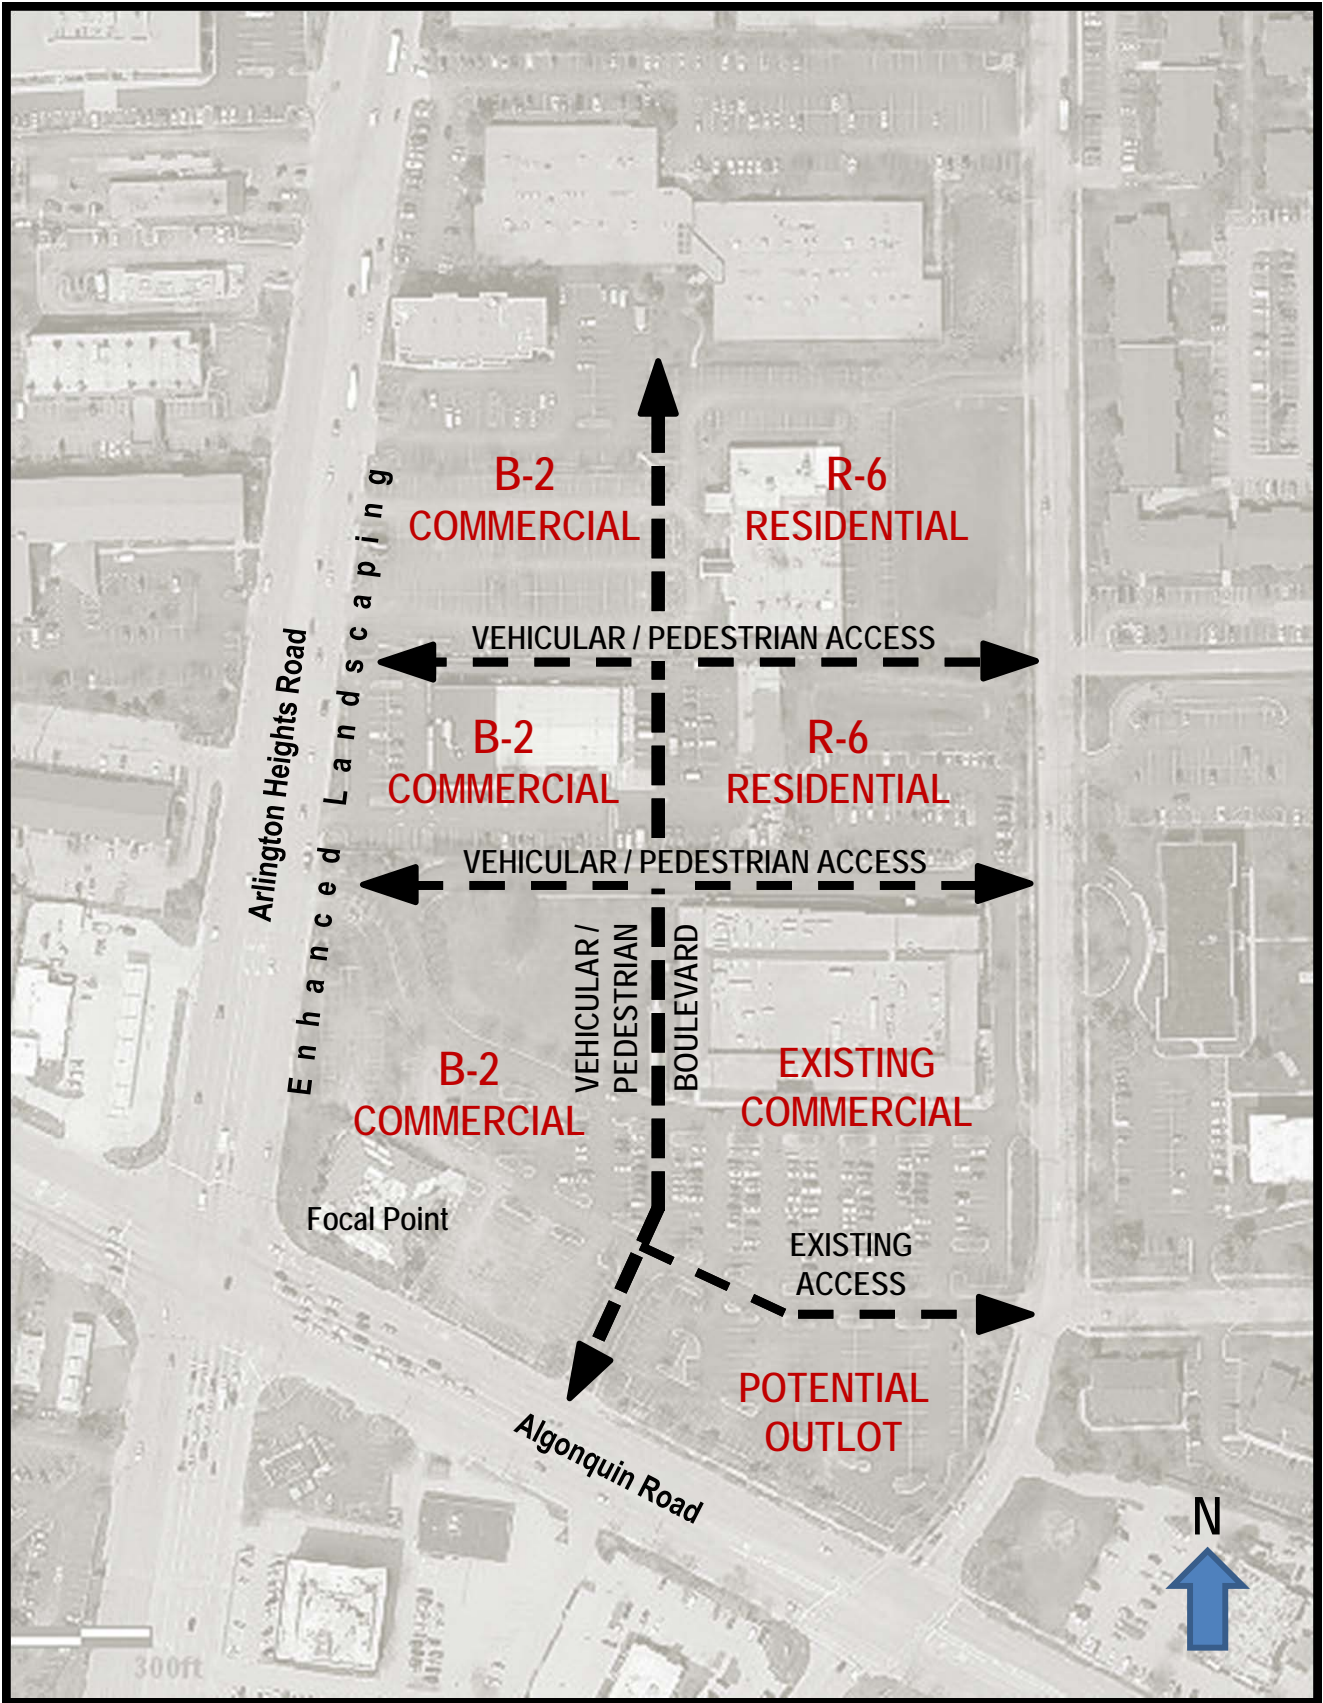 B-2
COMMERCIAL
R-6
RESIDENTIAL
VEHICULAR / PEDESTRIAN ACCESS
Arlington Heights Road
Enhanced Landscaping
B-2
COMMERCIAL
R-6
RESIDENTIAL
VEHICULAR / PEDESTRIAN ACCESS
VEHICULAR /
PEDESTRIAN
BOULEVARD
B-2
COMMERCIAL
EXISTING
COMMERCIAL
Focal Point
EXISTING
ACCESS
POTENTIAL
OUTLOT
Algonquin Road
N
300ft